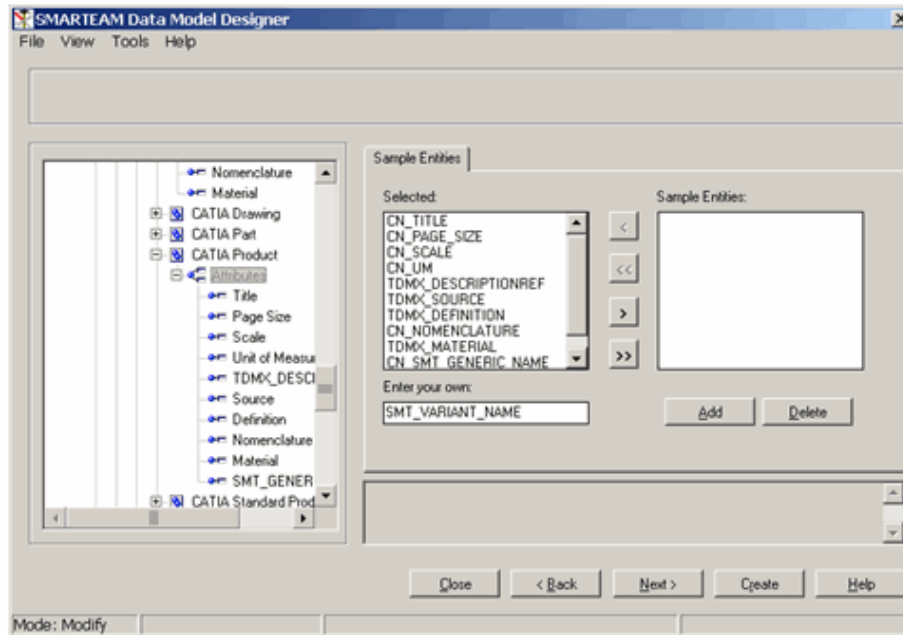 SMARTEAM Data Model Designer
File View Tools Help
Nomenclature
Material
CATIA Drawing
CATIA Part
CATIA Product
Attributes
Title
Page Size
Scale
Unit of Measu
TDMX_DESCI
Source
Definition
Nomenclature
Material
SMT_GENER
CATIA Standard Prod
Sample Entities
Selected:
CN_TITLE
CN_PAGE_SIZE
CN_SCALE
CN_UM
TDMX_DESCRIPTIONREF
TDMX_SOURCE
TDMX_DEFINITION
CN_NOMENCLATURE
TDMX_MATERIAL
CN_SMT_GENERIC_NAME
<
<<
>
>>
Sample Entities:
Enter your own:
SMT_VARIANT_NAME
Add Delete
Close < Back Next > Create Help
Mode: Modify